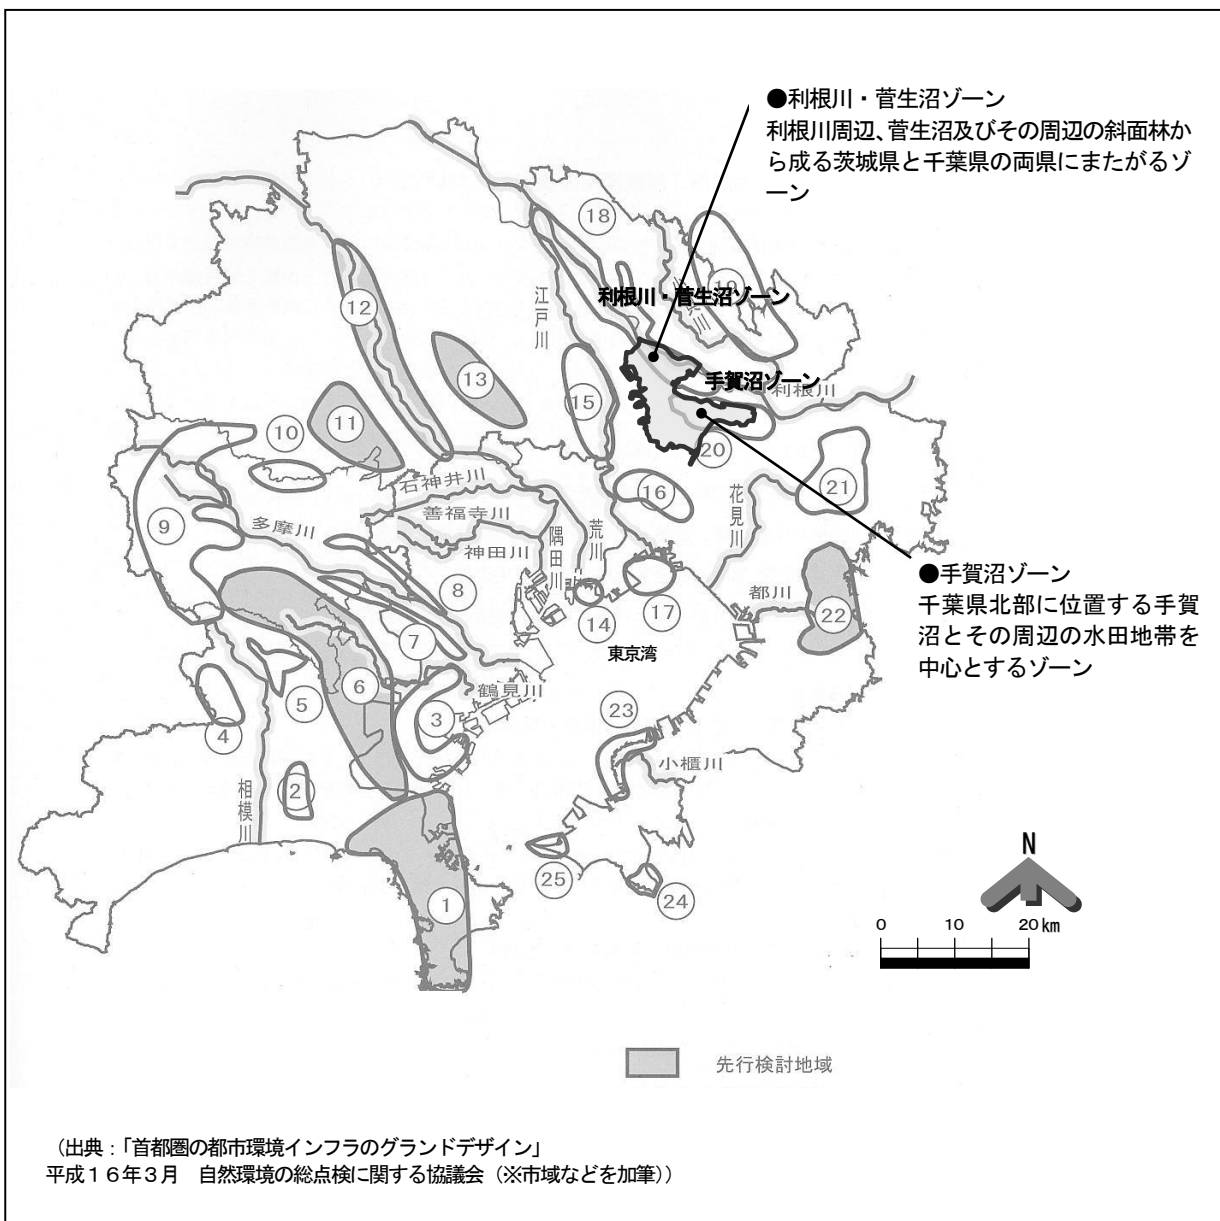 ●利根川・菅生沼ゾーン
利根川周辺、菅生沼及びその周辺の斜面林か
ら成る茨城県と千葉県の両県にまたがるゾ
ーン
18
19
利根川・菅生沼ゾーン
江戸川
12
13
手賀沼ゾーン
利根川
15
11
10
20
石神井川
16
花見川
21
善福寺川
9
多摩川
神田川
隅田川
荒川
●手賀沼ゾーン
千葉県北部に位置する手賀
沼とその周辺の水田地帯を
中心とするゾーン
8
14
17
都川
22
7
東京湾
6
鶴見川
5
3
23
4
小櫃川
2
相模川
25
24
1
N
0 10 20㎞
先行検討地域
（出典：「首都圏の都市環境インフラのグランドデザイン」
平成１６年３月　自然環境の総点検に関する協議会（※市域などを加筆））